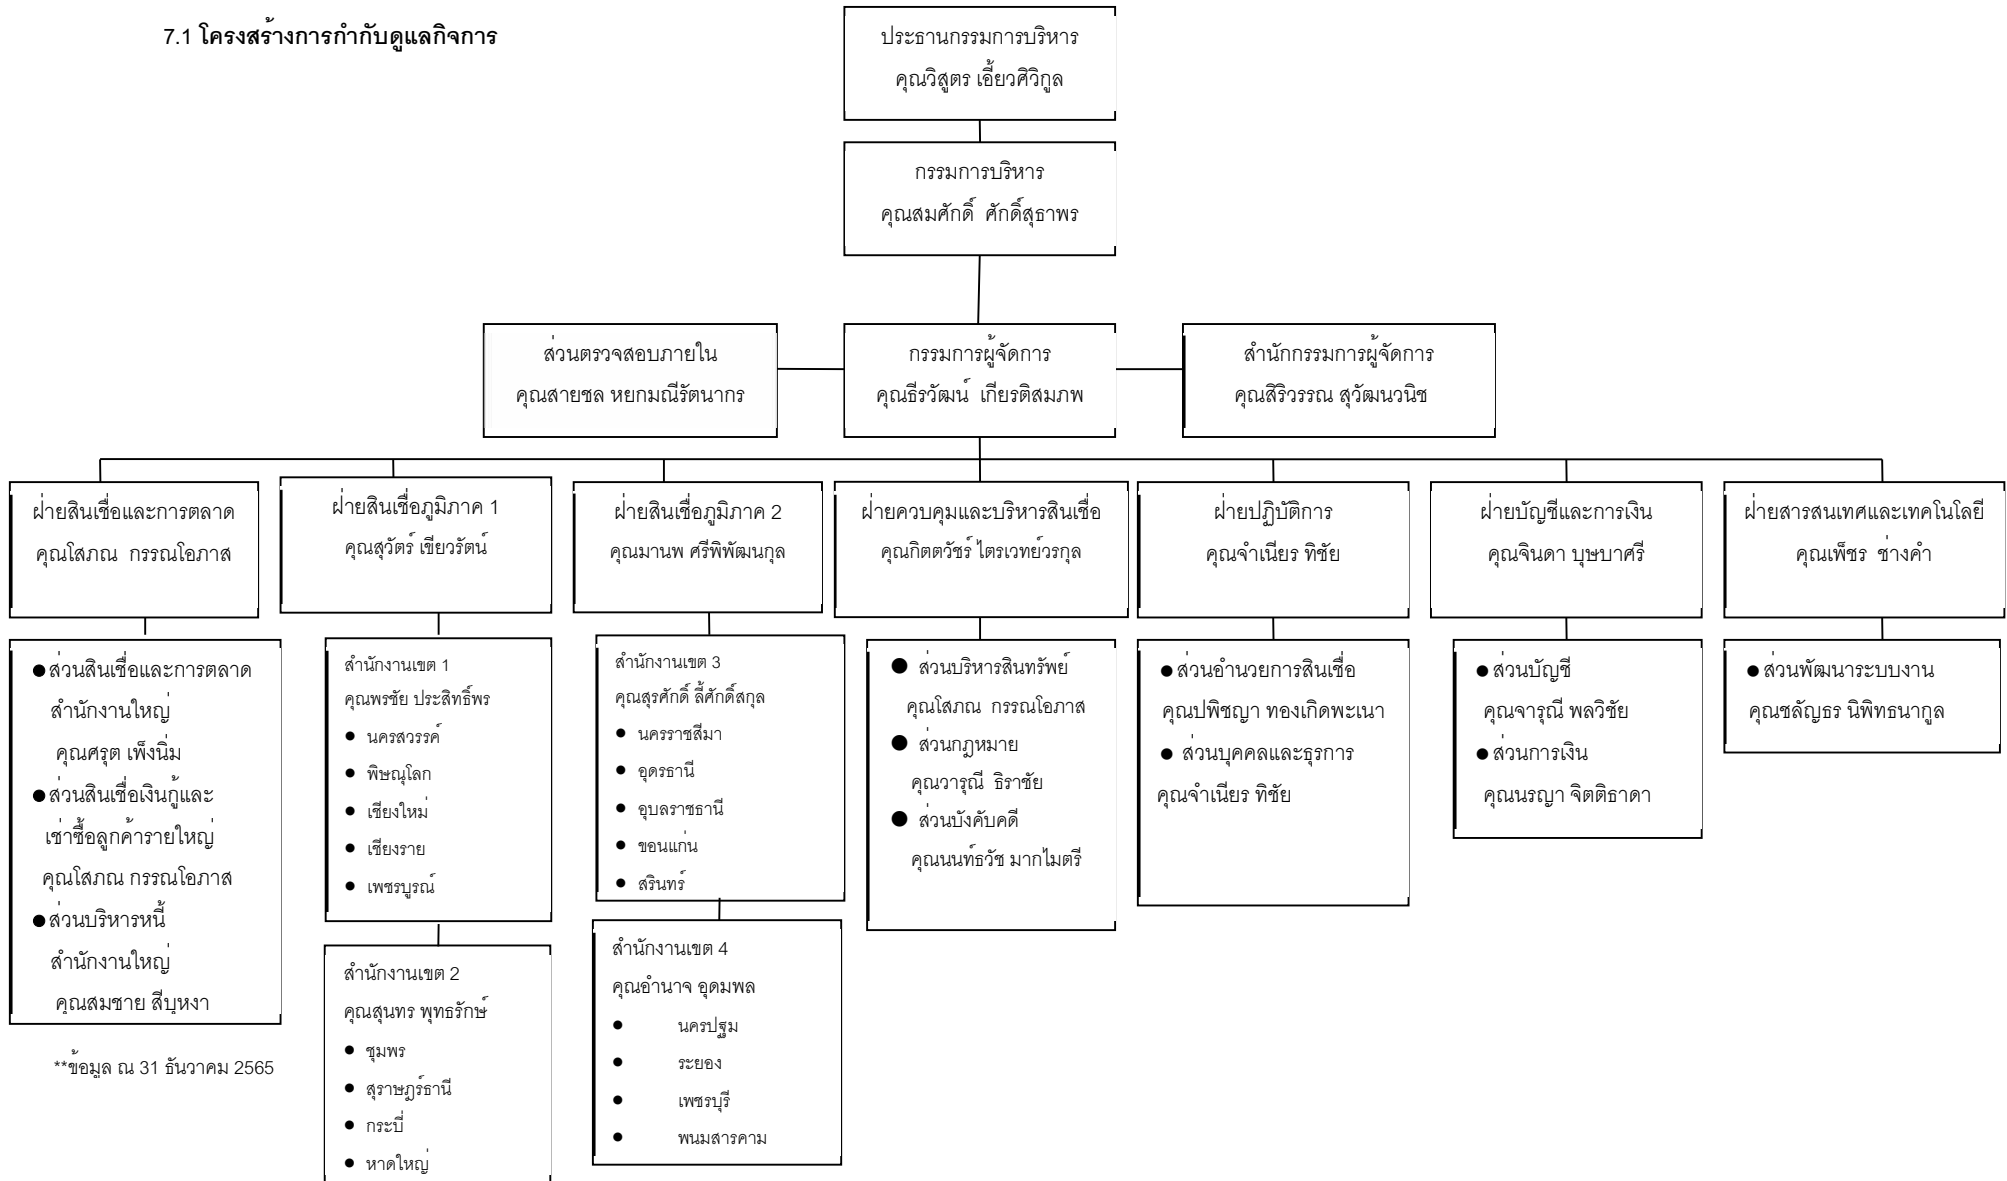 7.1 โครงสร้างการกำกับดูแลกิจการ
ประธานกรรมการบริหาร
คุณวิสูตร เอี้ยวศิวิกูล
กรรมการบริหาร
คุณสมศักดิ์ ศักดิ์สุธาพร
ส่วนตรวจสอบภายใน
คุณสายชล หยกมณีรัตนากร
กรรมการผู้จัดการ
คุณธีรวัฒน์ เกียรติสมภพ
สำนักกรรมการผู้จัดการ
คุณสิริวรรณ สุวัฒนวนิช
ฝ่ายสินเชื่อและการตลาด
คุณโสภณ กรรณโอภาส
ฝ่ายสินเชื่อภูมิภาค 1
คุณสุวัตร์ เขียวรัตน์
ฝ่ายสินเชื่อภูมิภาค 2
คุณมานพ ศรีพิพัฒนกุล
ฝ่ายควบคุมและบริหารสินเชื่อ
คุณกิตตวัชร์ ไตรเวทย์วรกุล
ฝ่ายปฏิบัติการ
คุณจำเนียร ทิชัย
ฝ่ายบัญชีและการเงิน
คุณจินดา บุษบาศรี
ฝ่ายสารสนเทศและเทคโนโลยี
คุณเพ็ชร ช่างคำ
● ส่วนสินเชื่อและการตลาด
สำนักงานใหญ่
คุณศรุต เพ็งนิ่ม
● ส่วนสินเชื่อเงินกู้และ
เช่าซื้อลูกค้ารายใหญ่
คุณโสภณ กรรณโอภาส
● ส่วนบริหารหนี้
สำนักงานใหญ่
คุณสมชาย สีบุหงา
สำนักงานเขต 1
คุณพรชัย ประสิทธิ์พร
● นครสวรรค์
● พิษณุโลก
● เชียงใหม่
● เชียงราย
● เพชรบูรณ์
สำนักงานเขต 2
คุณสุนทร พุทธรักษ์
● ชุมพร
● สุราษฎร์ธานี
● กระบี่
● หาดใหญ่
สำนักงานเขต 3
คุณสุรศักดิ์ ลี้ศักดิ์สกุล
● นครราชสีมา
● อุดรธานี
● อุบลราชธานี
● ขอนแก่น
● สรินทร์
สำนักงานเขต 4
คุณอำนาจ อุดมพล
● นครปฐม
● ระยอง
● เพชรบุรี
● พนมสารคาม
● ส่วนบริหารสินทรัพย์
คุณโสภณ กรรณโอภาส
● ส่วนกฎหมาย
คุณวารุณี ธิราชัย
● ส่วนบังคับคดี
คุณนนท์ธวัช มากไมตรี
● ส่วนอำนวยการสินเชื่อ
คุณปพิชญา ทองเกิดพะเนา
● ส่วนบุคคลและธุรการ
คุณจำเนียร ทิชัย
● ส่วนบัญชี
คุณจารุณี พลวิชัย
● ส่วนการเงิน
คุณนรญา จิตติธาดา
● ส่วนพัฒนาระบบงาน
คุณชลัญธร นิพิทธนากูล
**ข้อมูล ณ 31 ธันวาคม 2565